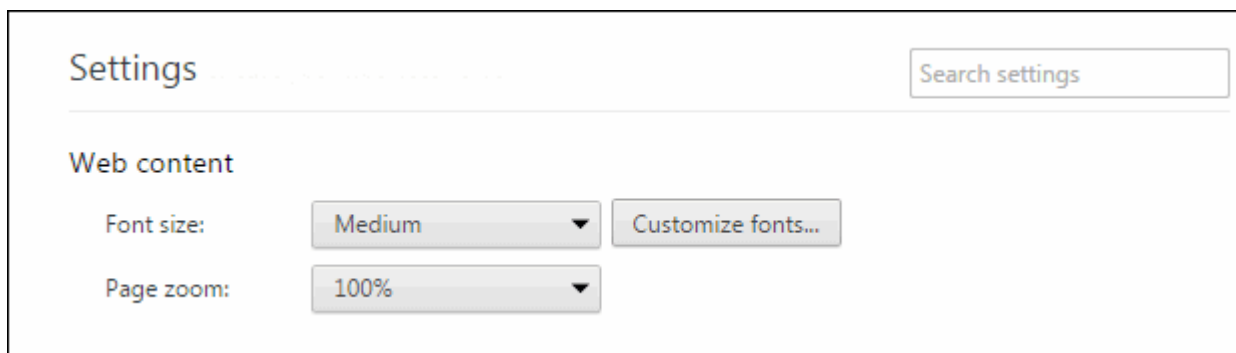 Settings
Search settings
Web content
Font size:
Medium
Customize fonts...
Page zoom:
100%